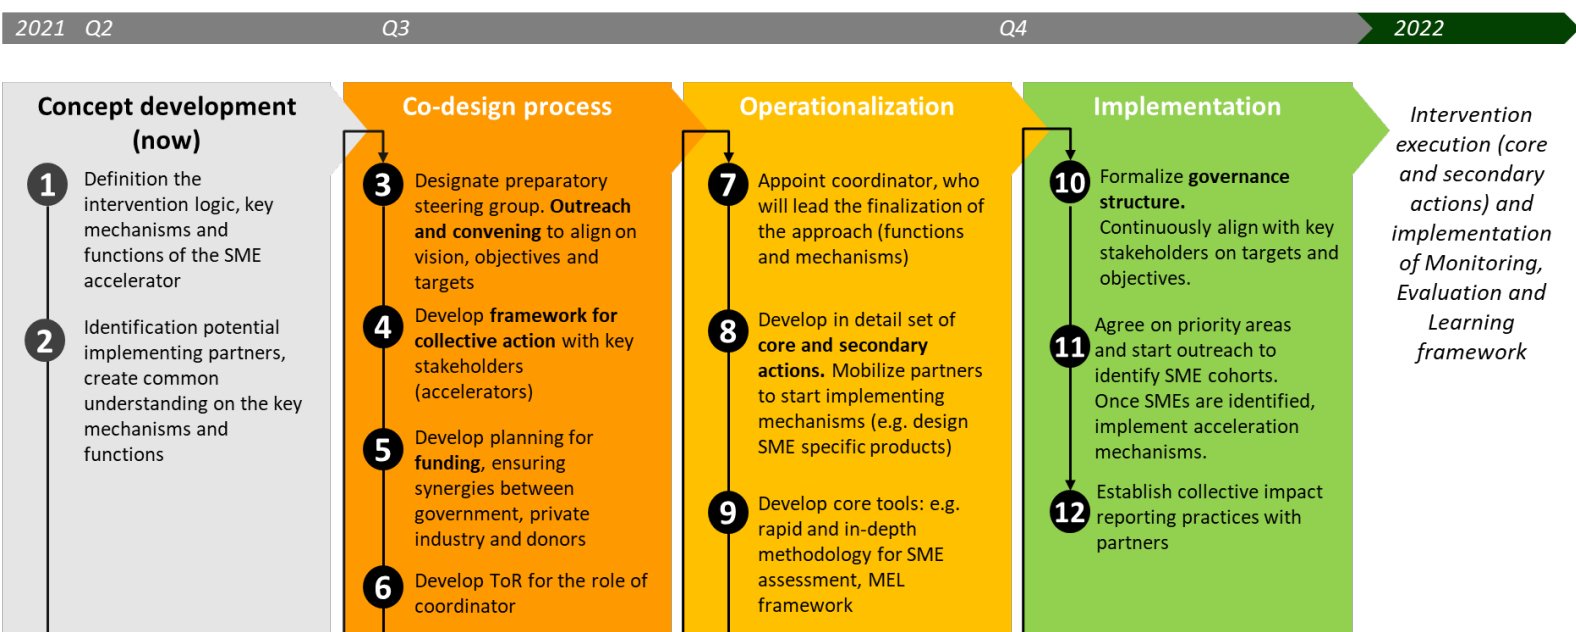 2021 Q2 Q3 Q4 2022
Concept development
(now)
1
Definition the
intervention logic, key
mechanisms and
functions of the SME
accelerator
2
Identification potential
implementing partners,
create common
understanding on the key
mechanisms and
functions
Co-design process
3
Designate preparatory
steering group. Outreach
and convening to align on
vision, objectives and
targets
4
Develop framework for
collective action with key
stakeholders
(accelerators)
5
Develop planning for
funding, ensuring
synergies between
government, private
industry and donors
6
Develop ToR for the role of
coordinator
Operationalization
7
Appoint coordinator, who
will lead the finalization of
the approach (functions
and mechanisms)
8
Develop in detail set of
core and secondary
actions. Mobilize partners
to start implementing
mechanisms (e.g. design
SME specific products)
9
Develop core tools: e.g.
rapid and in-depth
methodology for SME
assessment, MEL
framework
Implementation
10
Formalize governance
structure.
Continuously align with key
stakeholders on targets and
objectives.
11
Agree on priority areas
and start outreach to
identify SME cohorts.
Once SMEs are identified,
implement acceleration
mechanisms.
12
Establish collective impact
reporting practices with
partners
Intervention
execution (core
and secondary
actions) and
implementation
of Monitoring,
Evaluation and
Learning
framework